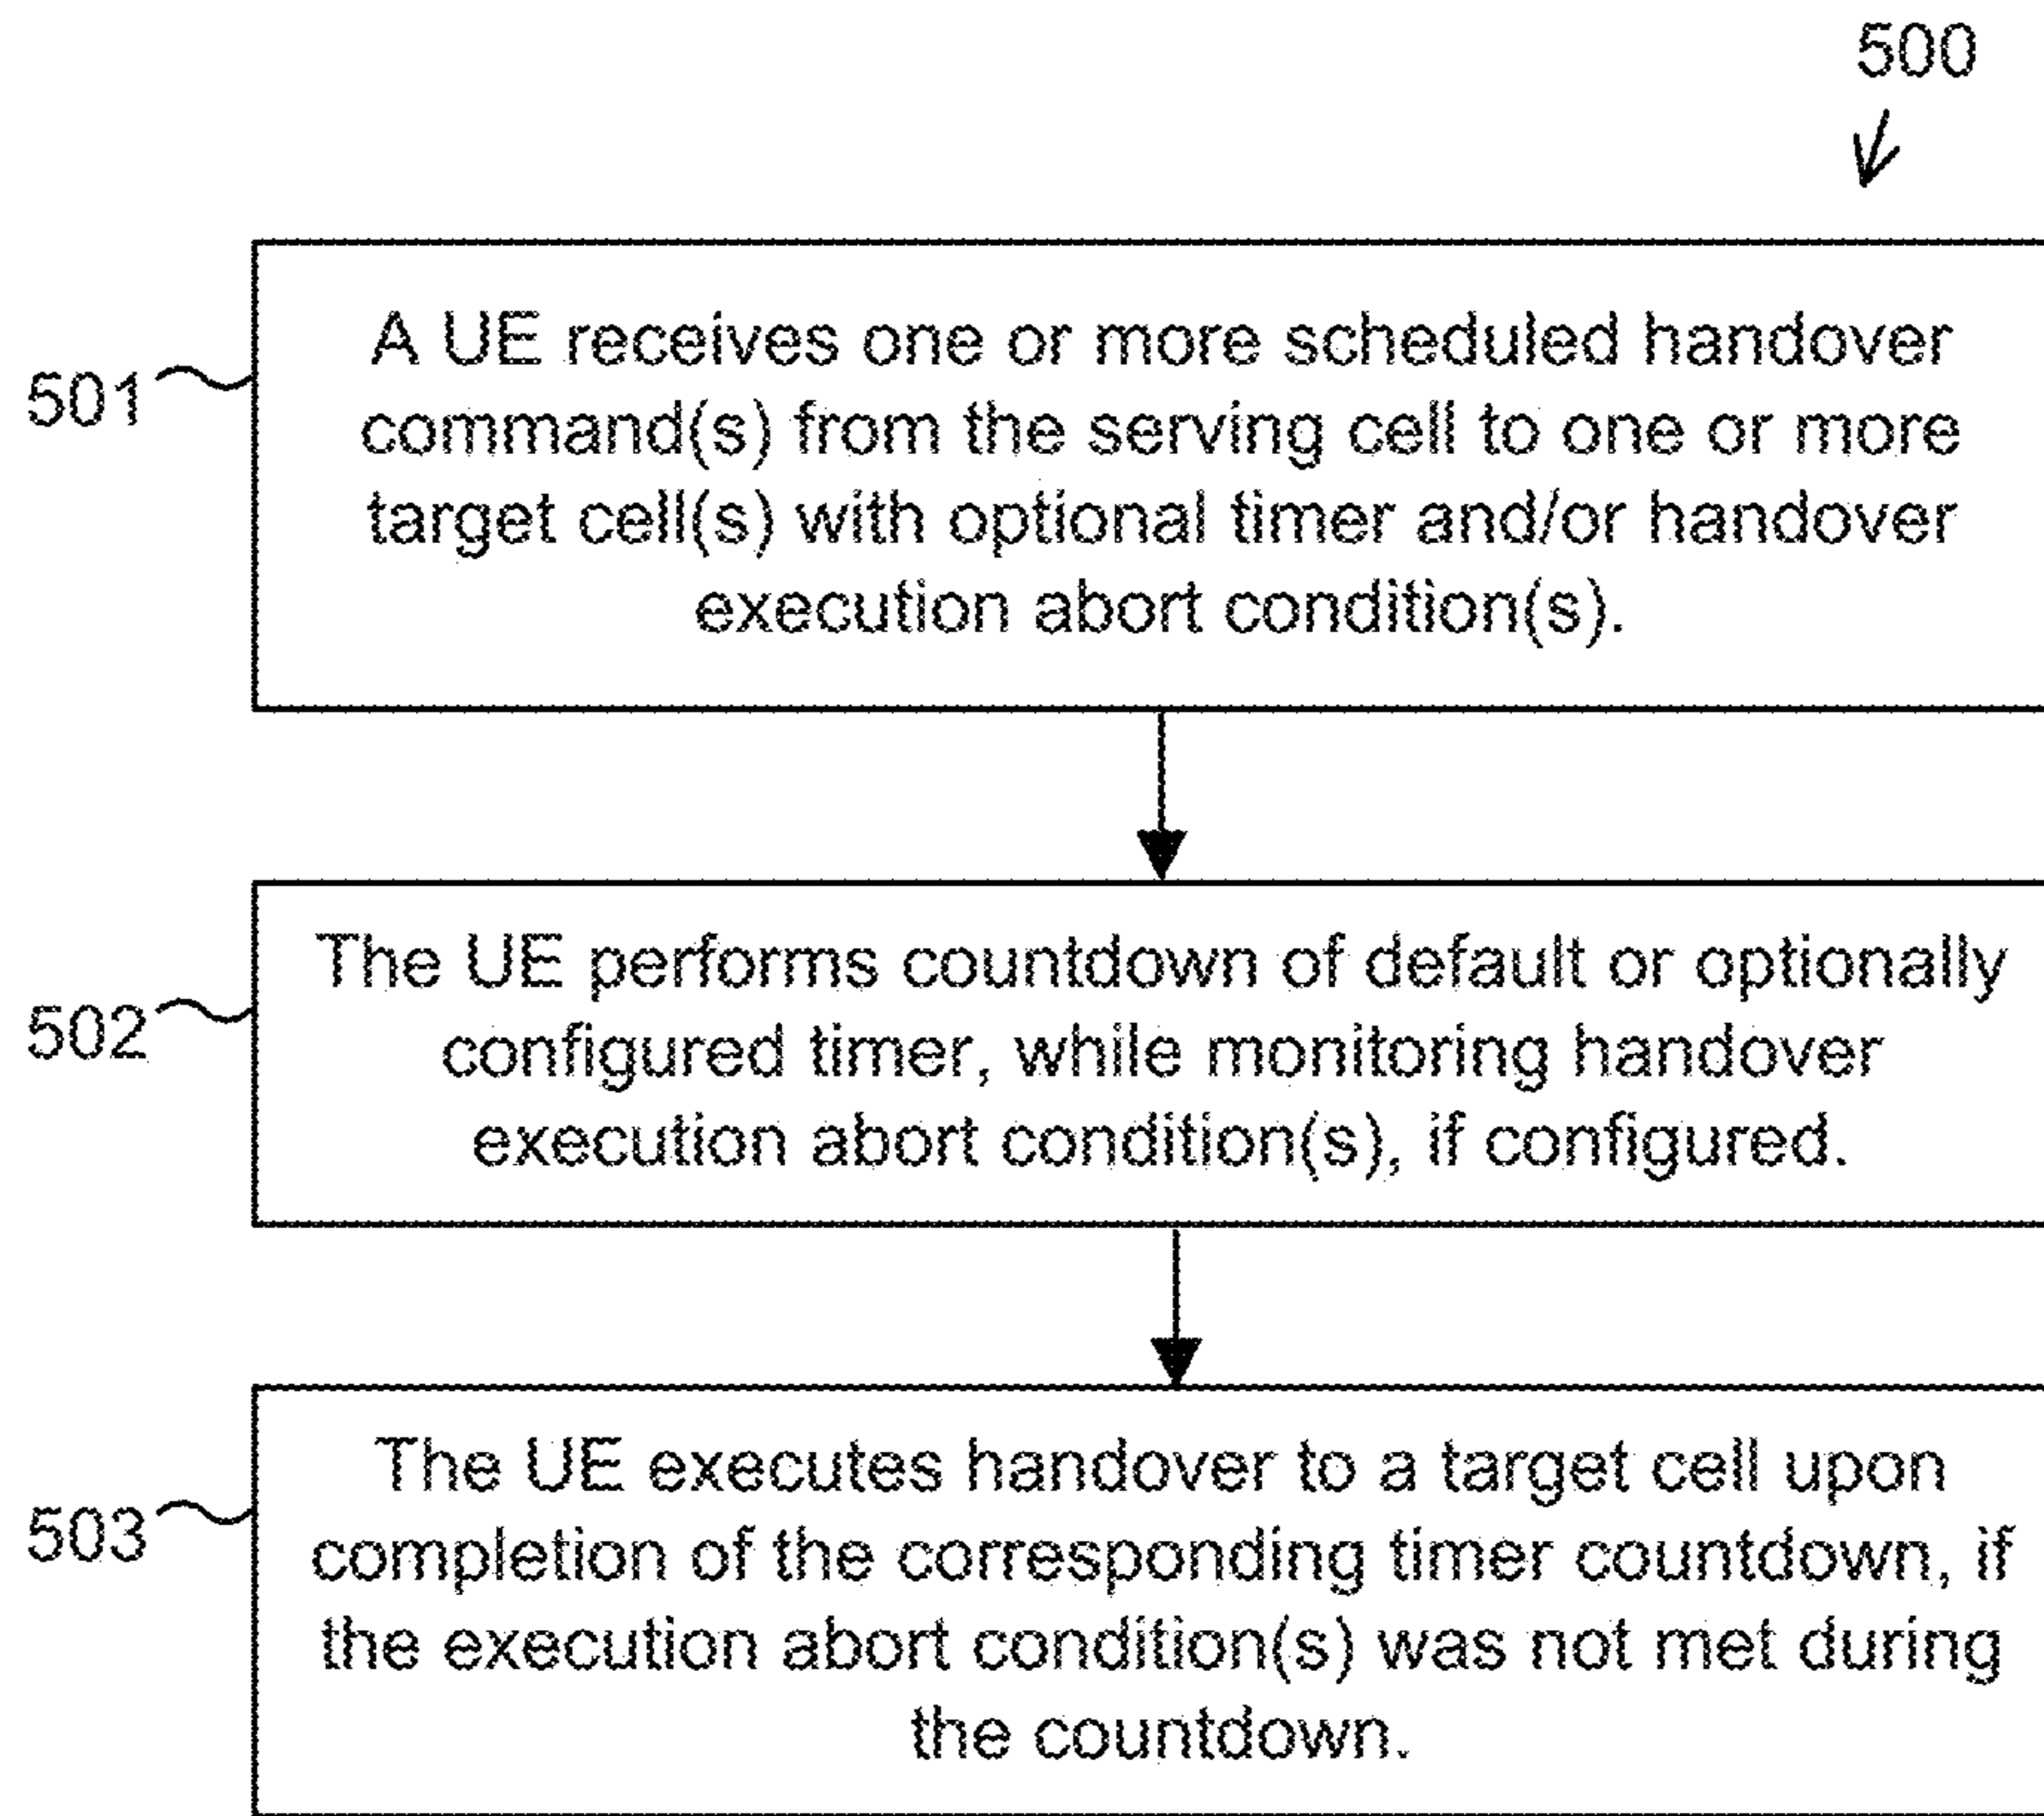 500
501
A UE receives one or more scheduled handover
command(s) from the serving cell to one or more
target cell(s) with optional timer and/or handover
execution abort condition(s).
502
The UE performs countdown of default or optionally
configured timer, while monitoring handover
execution abort condition(s), if configured.
503
The UE executes handover to a target cell upon
completion of the corresponding timer countdown, if
the execution abort condition(s) was not met during
the countdown.